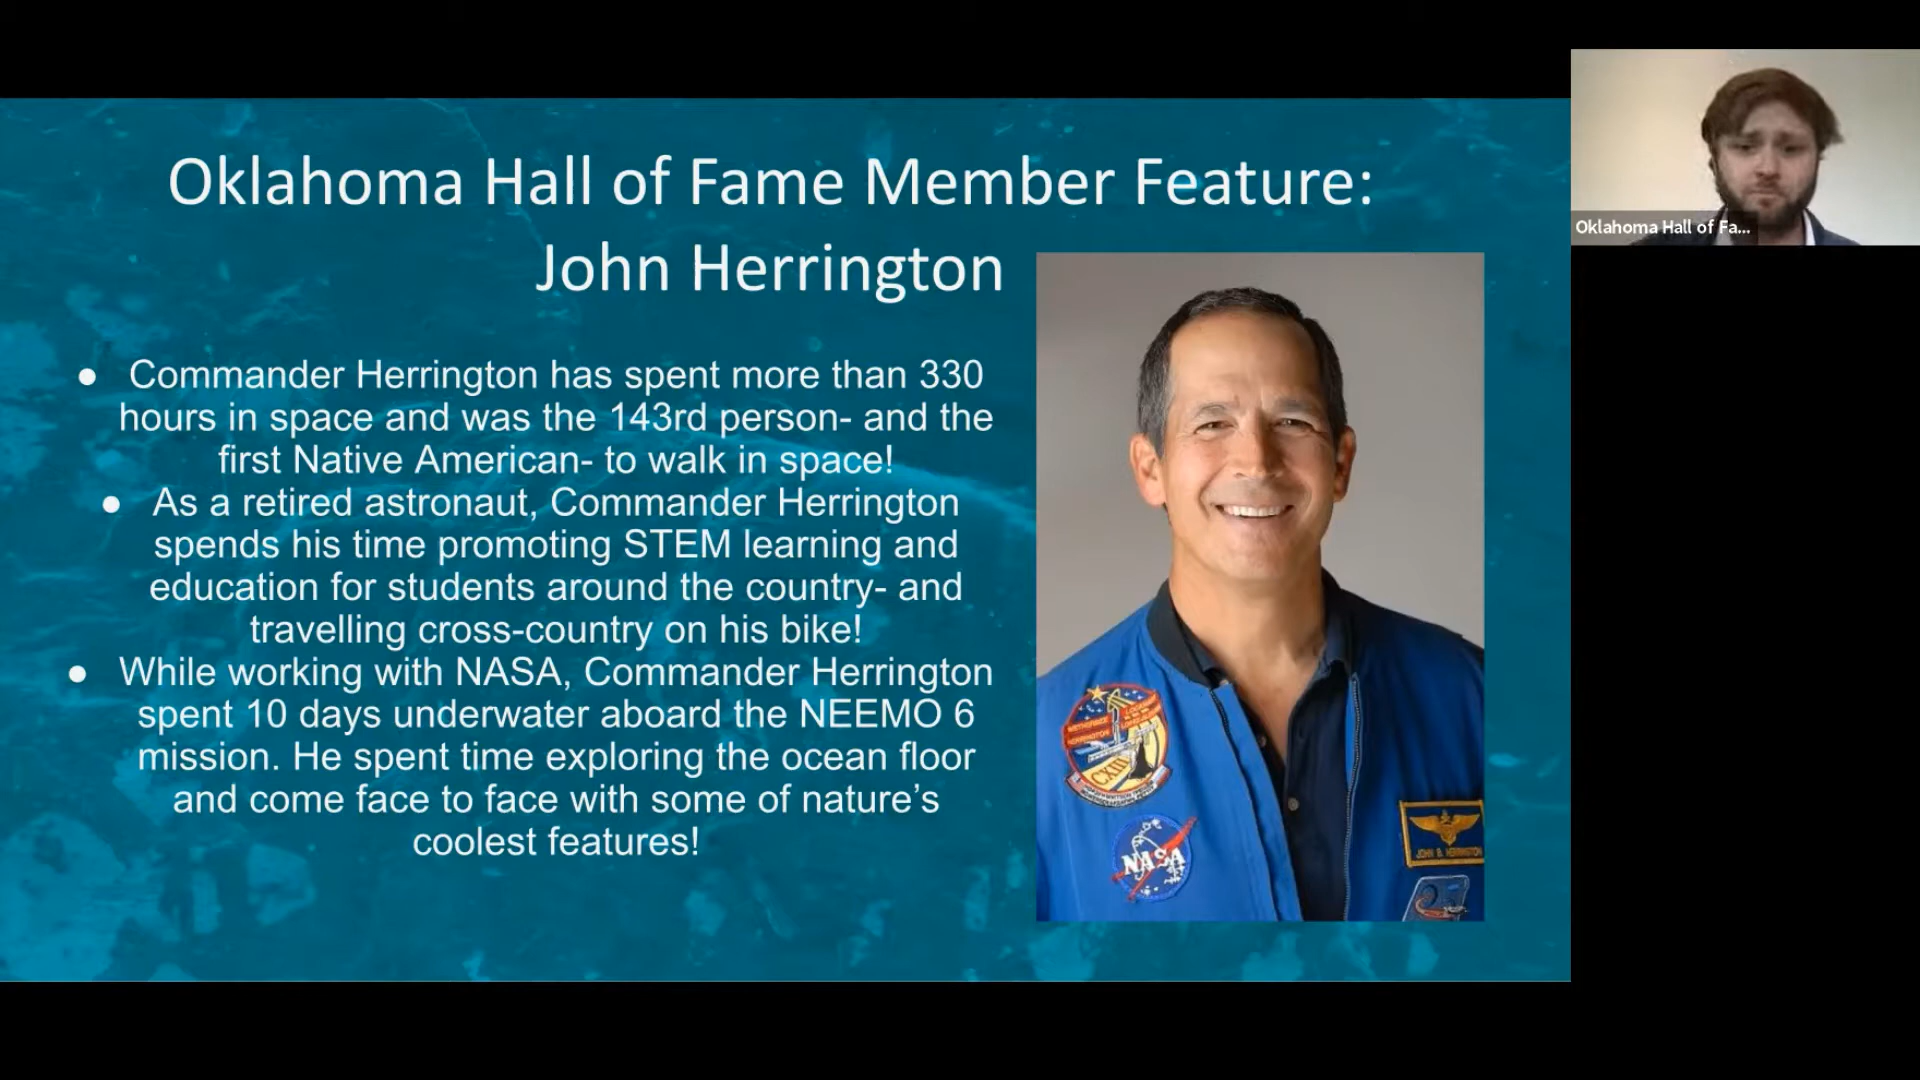 Oklahoma Hall of Fame Member Feature:
John Herrington
● Commander Herrington has spent more than 330
hours in space and was the 143rd person- and the
first Native American- to walk in space!
● As a retired astronaut, Commander Herrington
spends his time promoting STEM learning and
education for students around the country- and
travelling cross-country on his bike!
● While working with NASA, Commander Herrington
spent 10 days underwater aboard the NEEMO 6
mission. He spent time exploring the ocean floor
and come face to face with some of nature’s
coolest features!
Oklahoma Hall of Fa...
HERRINGTON
CXIII
NASA
JOHN B. HERRINGTON